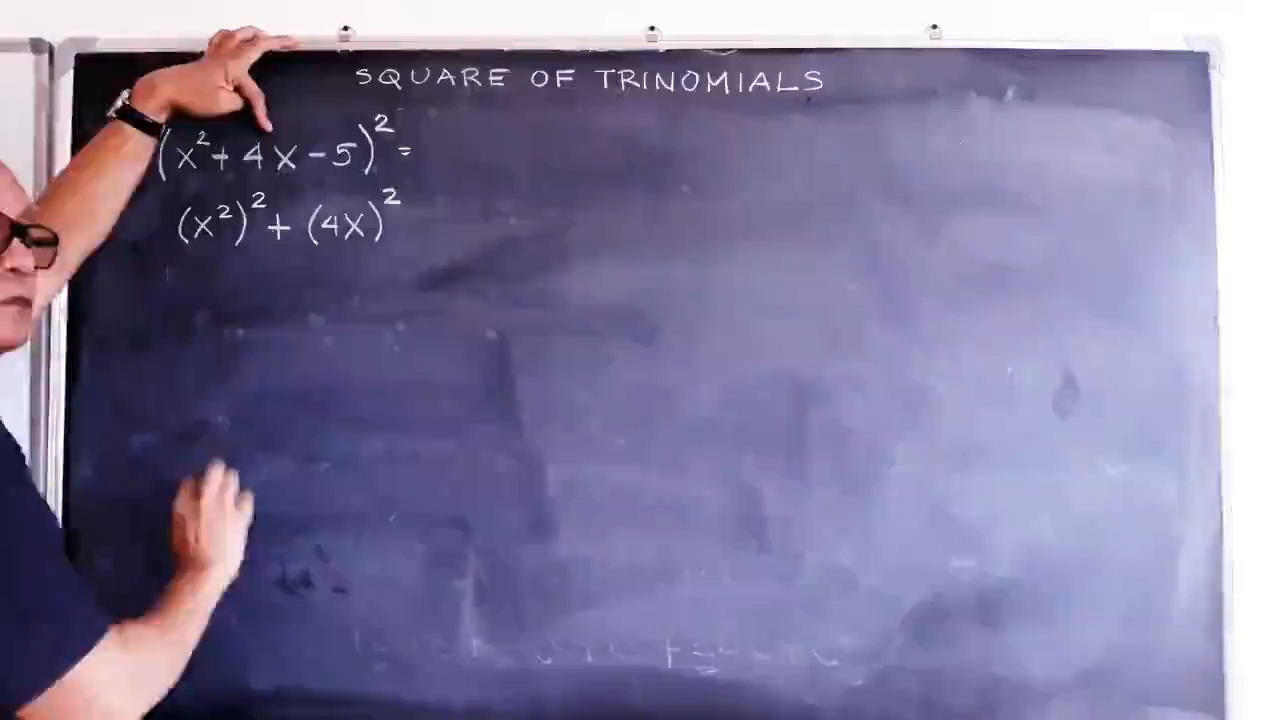 SQUARE OF TRINOMIALS
(x² + 4x - 5)² =
(x²)² + (4x)²